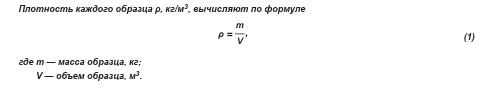 Плотность каждого образца ρ, кг/м³, вычисляют по формуле
ρ = m/V, (1)
где m — масса образца, кг;
V — объем образца, м³.